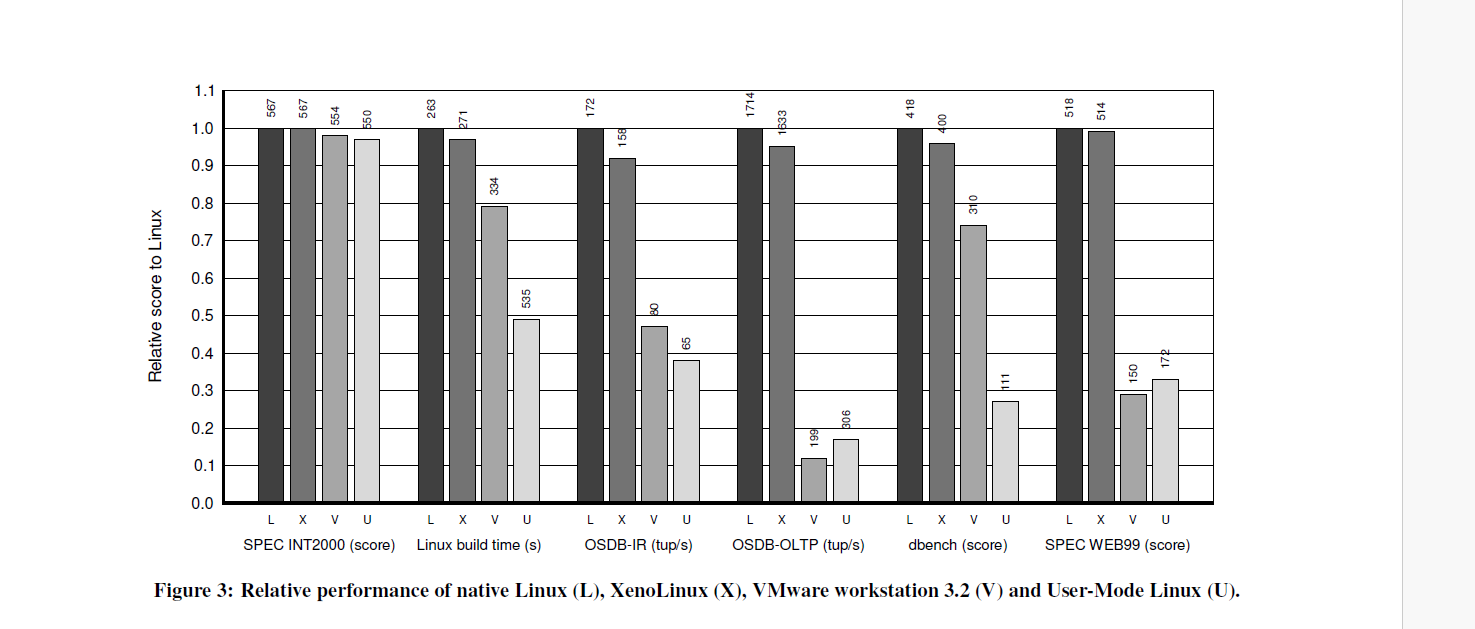 1.1
1.0
0.9
0.8
0.7
0.6
0.5
0.4
0.3
0.2
0.1
0.0
Relative score to Linux
567 567 554 550
263 271 334 535
172 158 80 65
1714 1633 199 306
418 400 310 111
518 514 150 172
L X V U L X V U L X V U L X V U L X V U L X V U
SPEC INT2000 (score) Linux build time (s) OSDB-IR (tup/s) OSDB-OLTP (tup/s) dbench (score) SPEC WEB99 (score)
Figure 3: Relative performance of native Linux (L), XenoLinux (X), VMware workstation 3.2 (V) and User-Mode Linux (U).